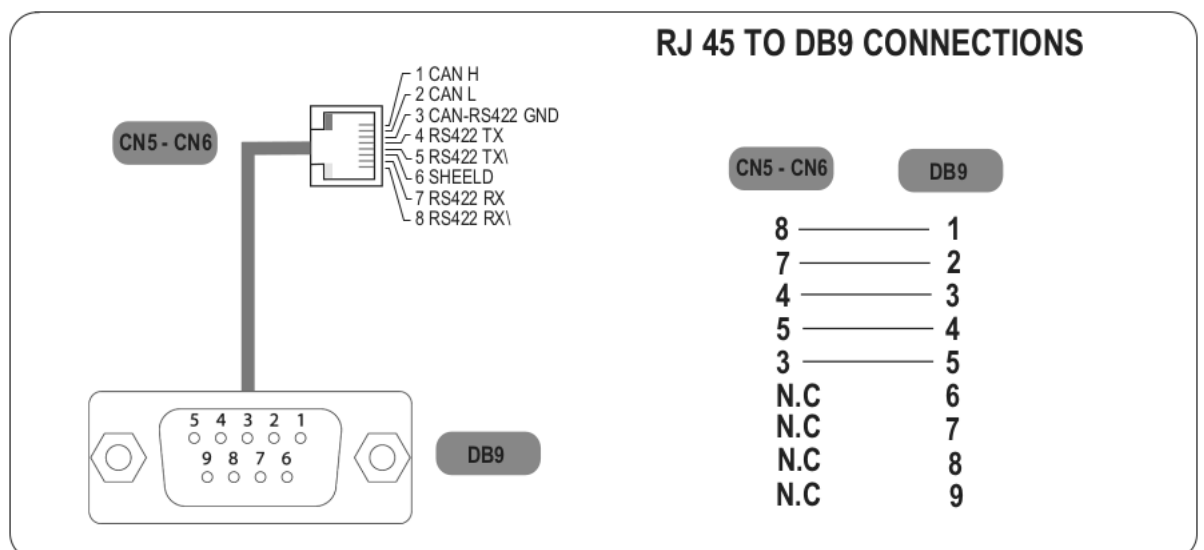 RJ 45 TO DB9 CONNECTIONS
1 CAN H
2 CAN L
3 CAN-RS422 GND
4 RS422 TX
5 RS422 TX\
6 SHEELD
7 RS422 RX
8 RS422 RX\
CN5 - CN6
CN5 - CN6 DB9
8 1
7 2
4 3
5 4
3 5
N.C 6
N.C 7
N.C 8
N.C 9
5 4 3 2 1
9 8 7 6
DB9